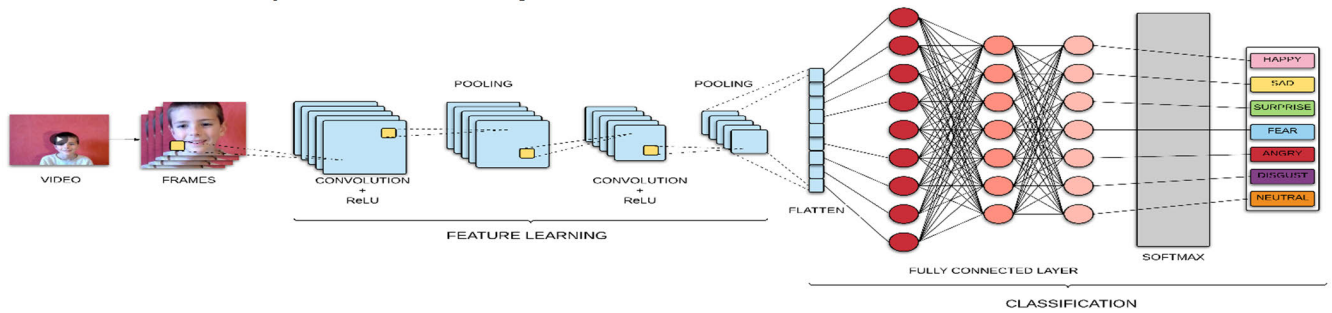 VIDEO
FRAMES
CONVOLUTION
+
ReLU
POOLING
CONVOLUTION
+
ReLU
POOLING
FEATURE LEARNING
FLATTEN
FULLY CONNECTED LAYER
SOFTMAX
CLASSIFICATION
HAPPY
SAD
SURPRISE
FEAR
ANGRY
DISGUST
NEUTRAL